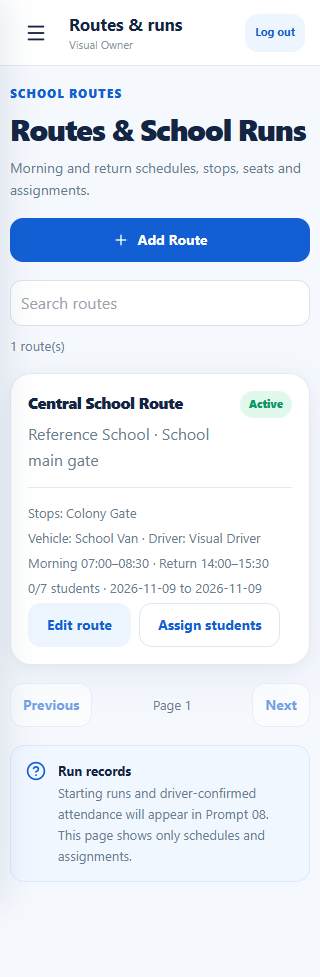 Routes & runs
Visual Owner
Log out
SCHOOL ROUTES
Routes & School Runs
Morning and return schedules, stops, seats and
assignments.
+ Add Route
Search routes
1 route(s)
Central School Route
Active
Reference School · School
main gate
Stops: Colony Gate
Vehicle: School Van · Driver: Visual Driver
Morning 07:00–08:30 · Return 14:00–15:30
0/7 students · 2026-11-09 to 2026-11-09
Edit route
Assign students
Previous
Page 1
Next
Run records
Starting runs and driver-confirmed
attendance will appear in Prompt 08.
This page shows only schedules and
assignments.